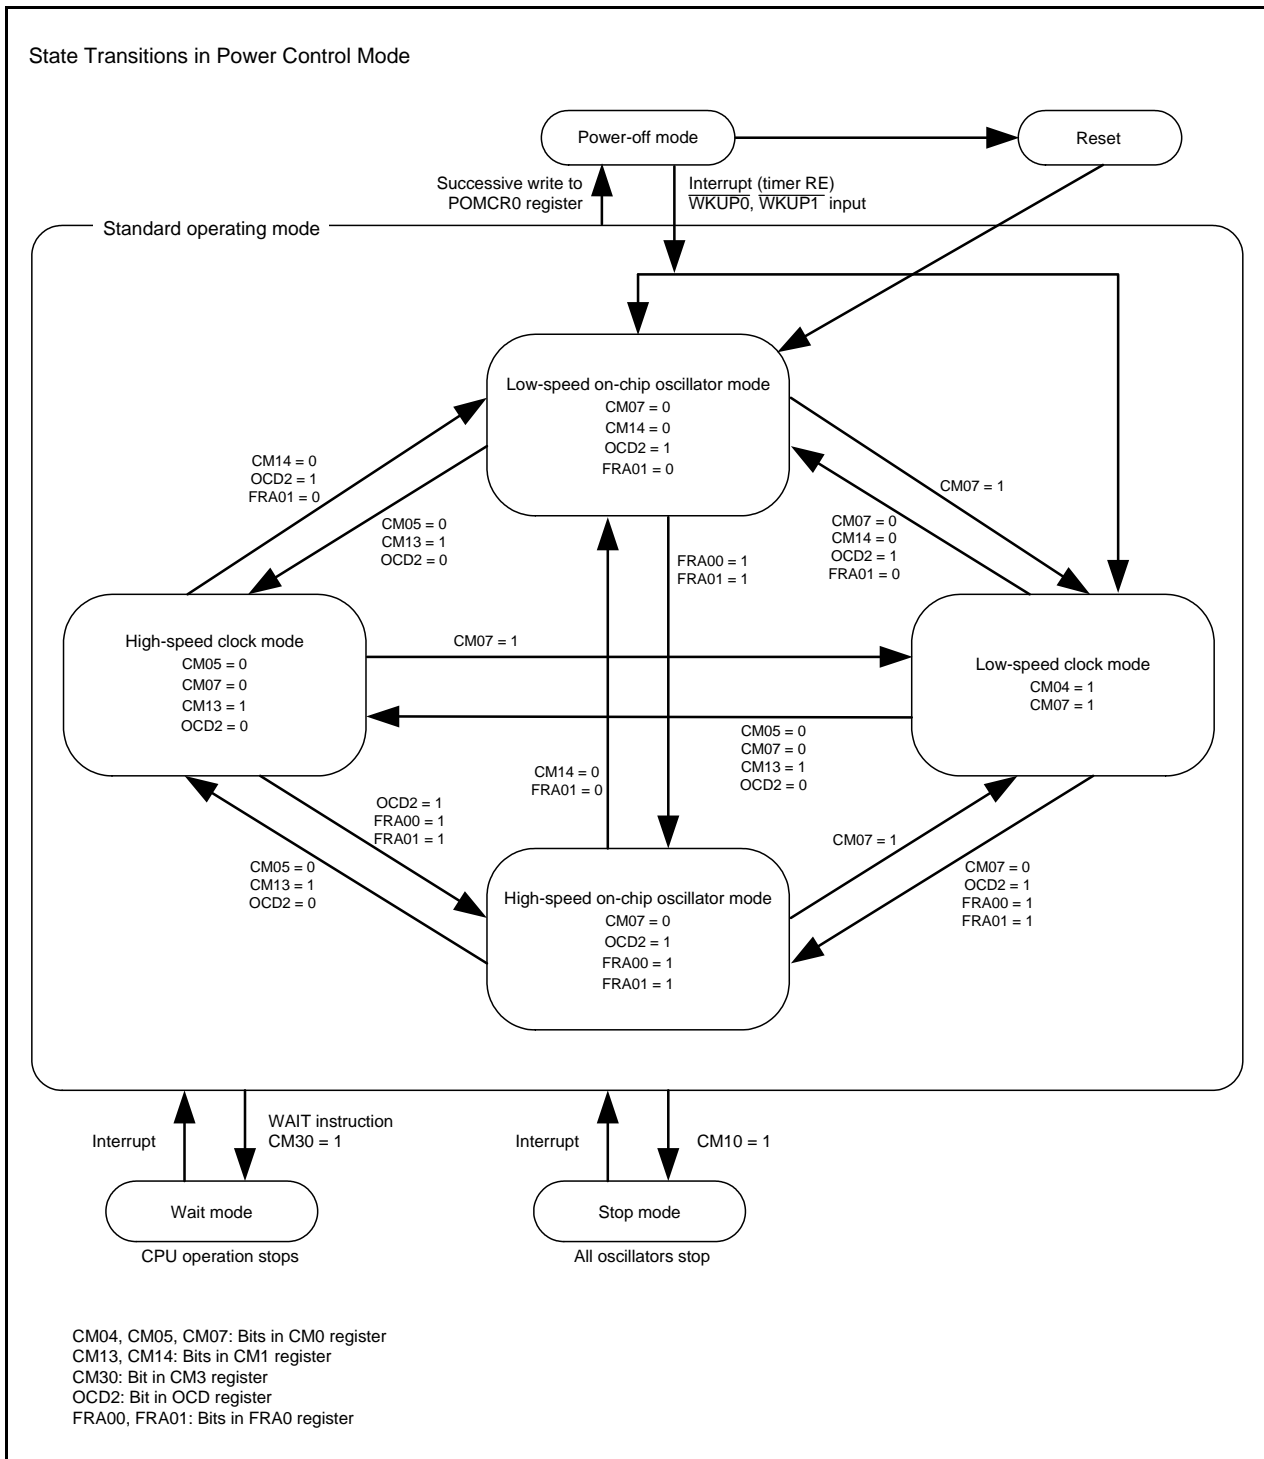 State Transitions in Power Control Mode
Power-off mode
Reset
Successive write to
POMCR0 register
Interrupt (timer RE)
WKUP0, WKUP1 input
Standard operating mode
Low-speed on-chip oscillator mode
CM07 = 0
CM14 = 0
OCD2 = 1
FRA01 = 0
CM14 = 0
OCD2 = 1
FRA01 = 0
CM05 = 0
CM13 = 1
OCD2 = 0
FRA00 = 1
FRA01 = 1
CM07 = 0
CM14 = 0
OCD2 = 1
FRA01 = 0
CM07 = 1
High-speed clock mode
CM05 = 0
CM07 = 0
CM13 = 1
OCD2 = 0
CM07 = 1
Low-speed clock mode
CM04 = 1
CM07 = 1
CM05 = 0
CM07 = 0
CM13 = 1
OCD2 = 0
CM14 = 0
FRA01 = 0
OCD2 = 1
FRA00 = 1
FRA01 = 1
CM05 = 0
CM13 = 1
OCD2 = 0
CM07 = 1
CM07 = 0
OCD2 = 1
FRA00 = 1
FRA01 = 1
High-speed on-chip oscillator mode
CM07 = 0
OCD2 = 1
FRA00 = 1
FRA01 = 1
Interrupt
WAIT instruction
CM30 = 1
Interrupt
CM10 = 1
Wait mode
Stop mode
CPU operation stops
All oscillators stop
CM04, CM05, CM07: Bits in CM0 register
CM13, CM14: Bits in CM1 register
CM30: Bit in CM3 register
OCD2: Bit in OCD register
FRA00, FRA01: Bits in FRA0 register